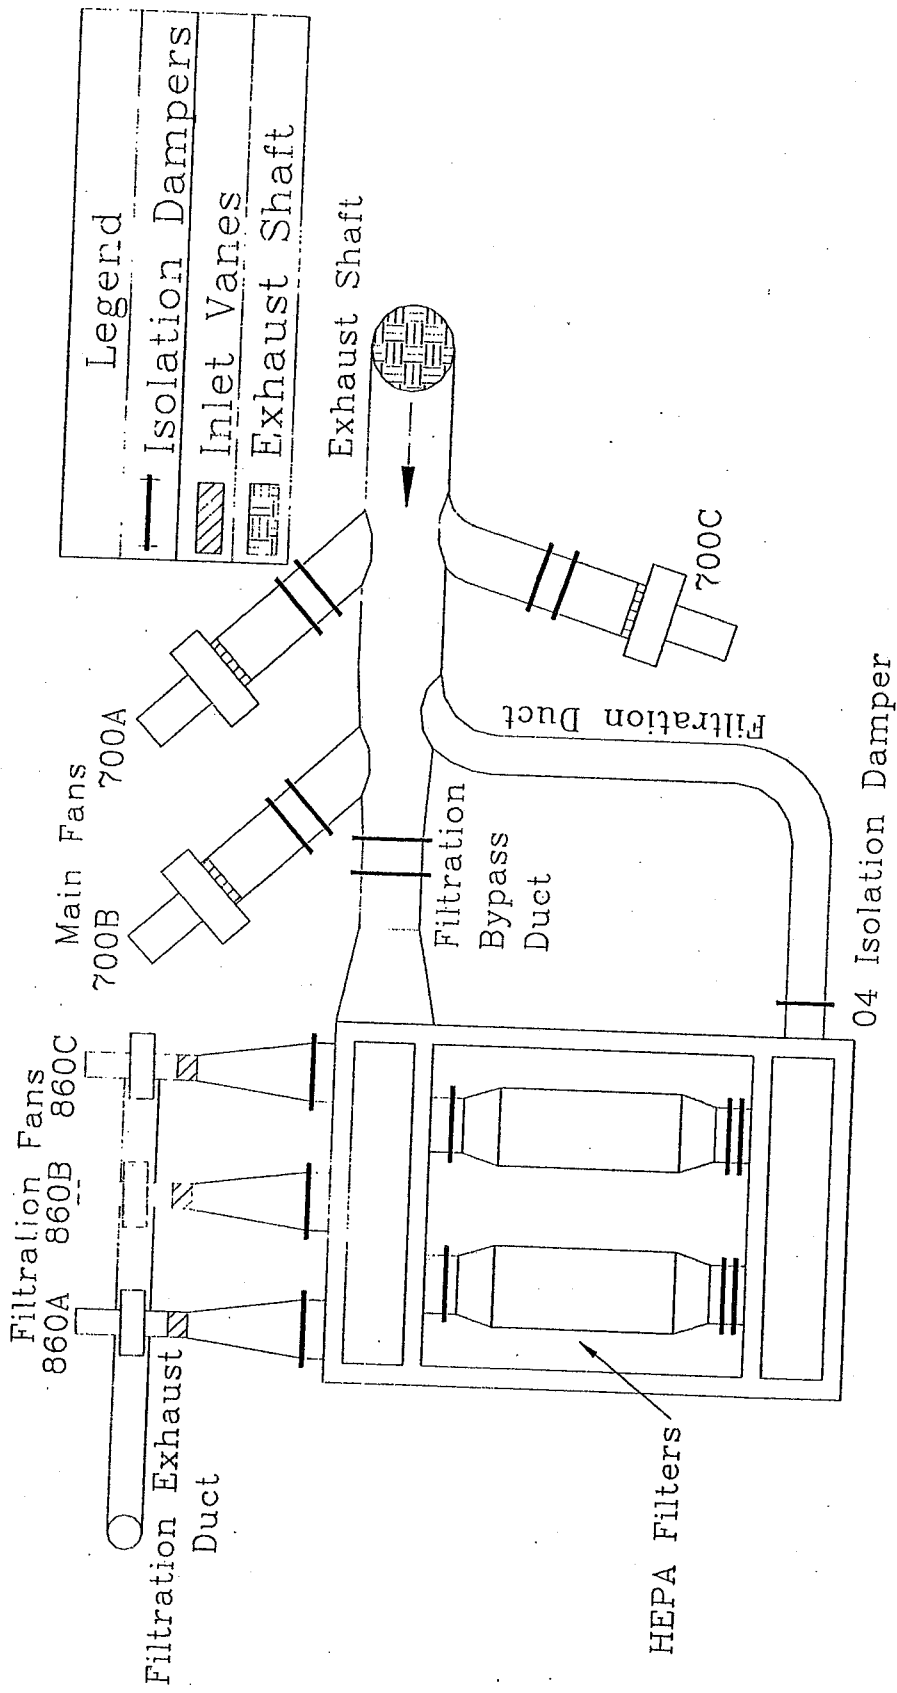 Legend
Isolation Dampers
Inlet Vanes
Exhaust Shaft
Filtration Fans
860A
860B
860C
Main Fans
700B
700A
Exhaust Shaft
Filtration Exhaust
Duct
Filtration
Bypass
Duct
Filtration Duct
700C
HEPA Filters
04 Isolation Damper